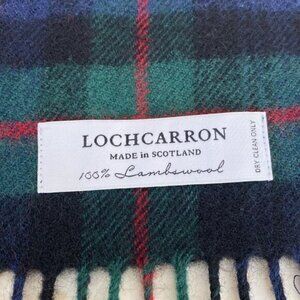 LOCHCARRON
MADE in SCOTLAND
100% Lambswool
DRY CLEAN ONLY